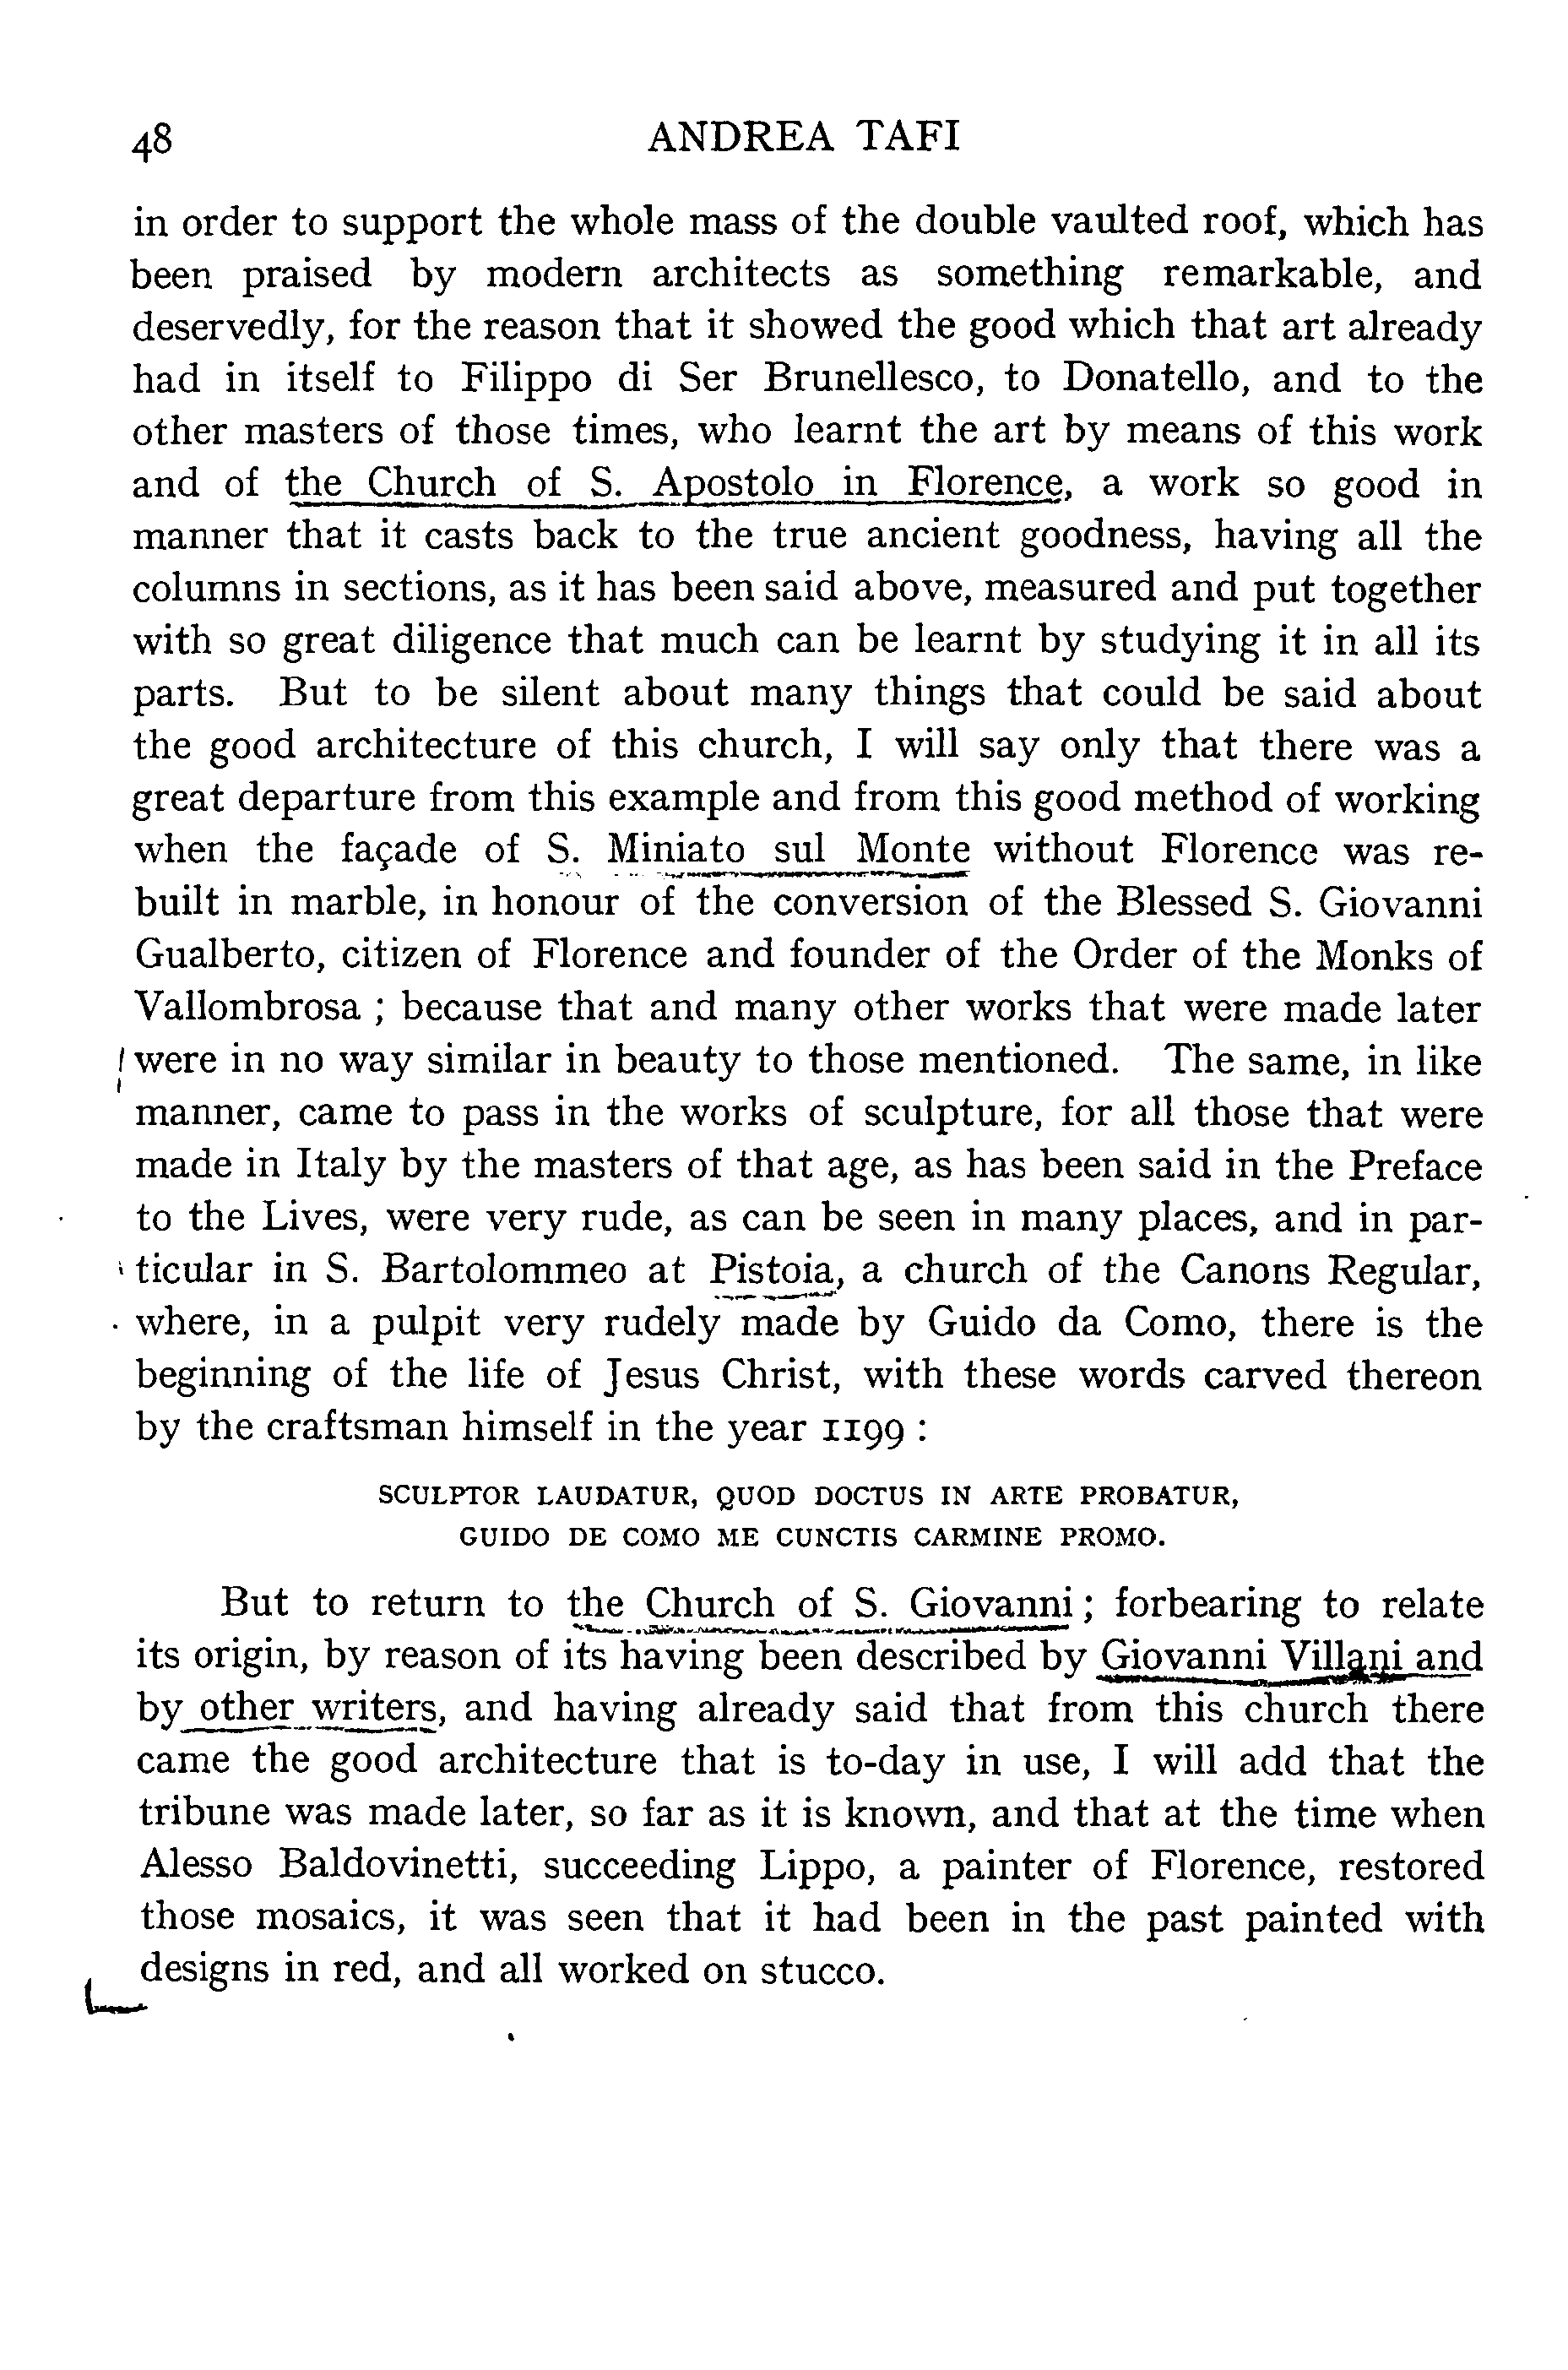 48 ANDREA TAFI
in order to support the whole mass of the double vaulted roof, which has
been praised by modern architects as something remarkable, and
deservedly, for the reason that it showed the good which that art already
had in itself to Filippo di Ser Brunellesco, to Donatello, and to the
other masters of those times, who learnt the art by means of this work
and of the Church of S. Apostolo in Florence, a work so good in
manner that it casts back to the true ancient goodness, having all the
columns in sections, as it has been said above, measured and put together
with so great diligence that much can be learnt by studying it in all its
parts. But to be silent about many things that could be said about
the good architecture of this church, I will say only that there was a
great departure from this example and from this good method of working
when the façade of S. Miniato sul Monte without Florence was re-
built in marble, in honour of the conversion of the Blessed S. Giovanni
Gualberto, citizen of Florence and founder of the Order of the Monks of
Vallombrosa ; because that and many other works that were made later
were in no way similar in beauty to those mentioned. The same, in like
manner, came to pass in the works of sculpture, for all those that were
made in Italy by the masters of that age, as has been said in the Preface
to the Lives, were very rude, as can be seen in many places, and in par-
ticular in S. Bartolommeo at Pistoia, a church of the Canons Regular,
where, in a pulpit very rudely made by Guido da Como, there is the
beginning of the life of Jesus Christ, with these words carved thereon
by the craftsman himself in the year 1199 :
SCULPTOR LAUDATUR, QUOD DOCTUS IN ARTE PROBATUR,
GUIDO DE COMO ME CUNCTIS CARMINE PROMO.
But to return to the Church of S. Giovanni ; forbearing to relate
its origin, by reason of its having been described by Giovanni Villani and
by other writers, and having already said that from this church there
came the good architecture that is to-day in use, I will add that the
tribune was made later, so far as it is known, and that at the time when
Alesso Baldovinetti, succeeding Lippo, a painter of Florence, restored
those mosaics, it was seen that it had been in the past painted with
designs in red, and all worked on stucco.